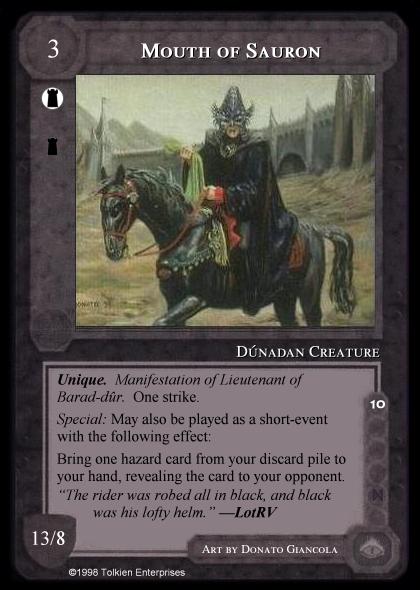 3
MOUTH OF SAURON
DONATO 95
DÚNADAN CREATURE
Unique. Manifestation of Lieutenant of
Barad-dûr. One strike.
10
Special: May also be played as a short-event
with the following effect:
Bring one hazard card from your discard pile to
your hand, revealing the card to your opponent.
“The rider was robed all in black, and black
was his lofty helm.” —LotRV
13/8
ART BY DONATO GIANCOLA
©1998 Tolkien Enterprises